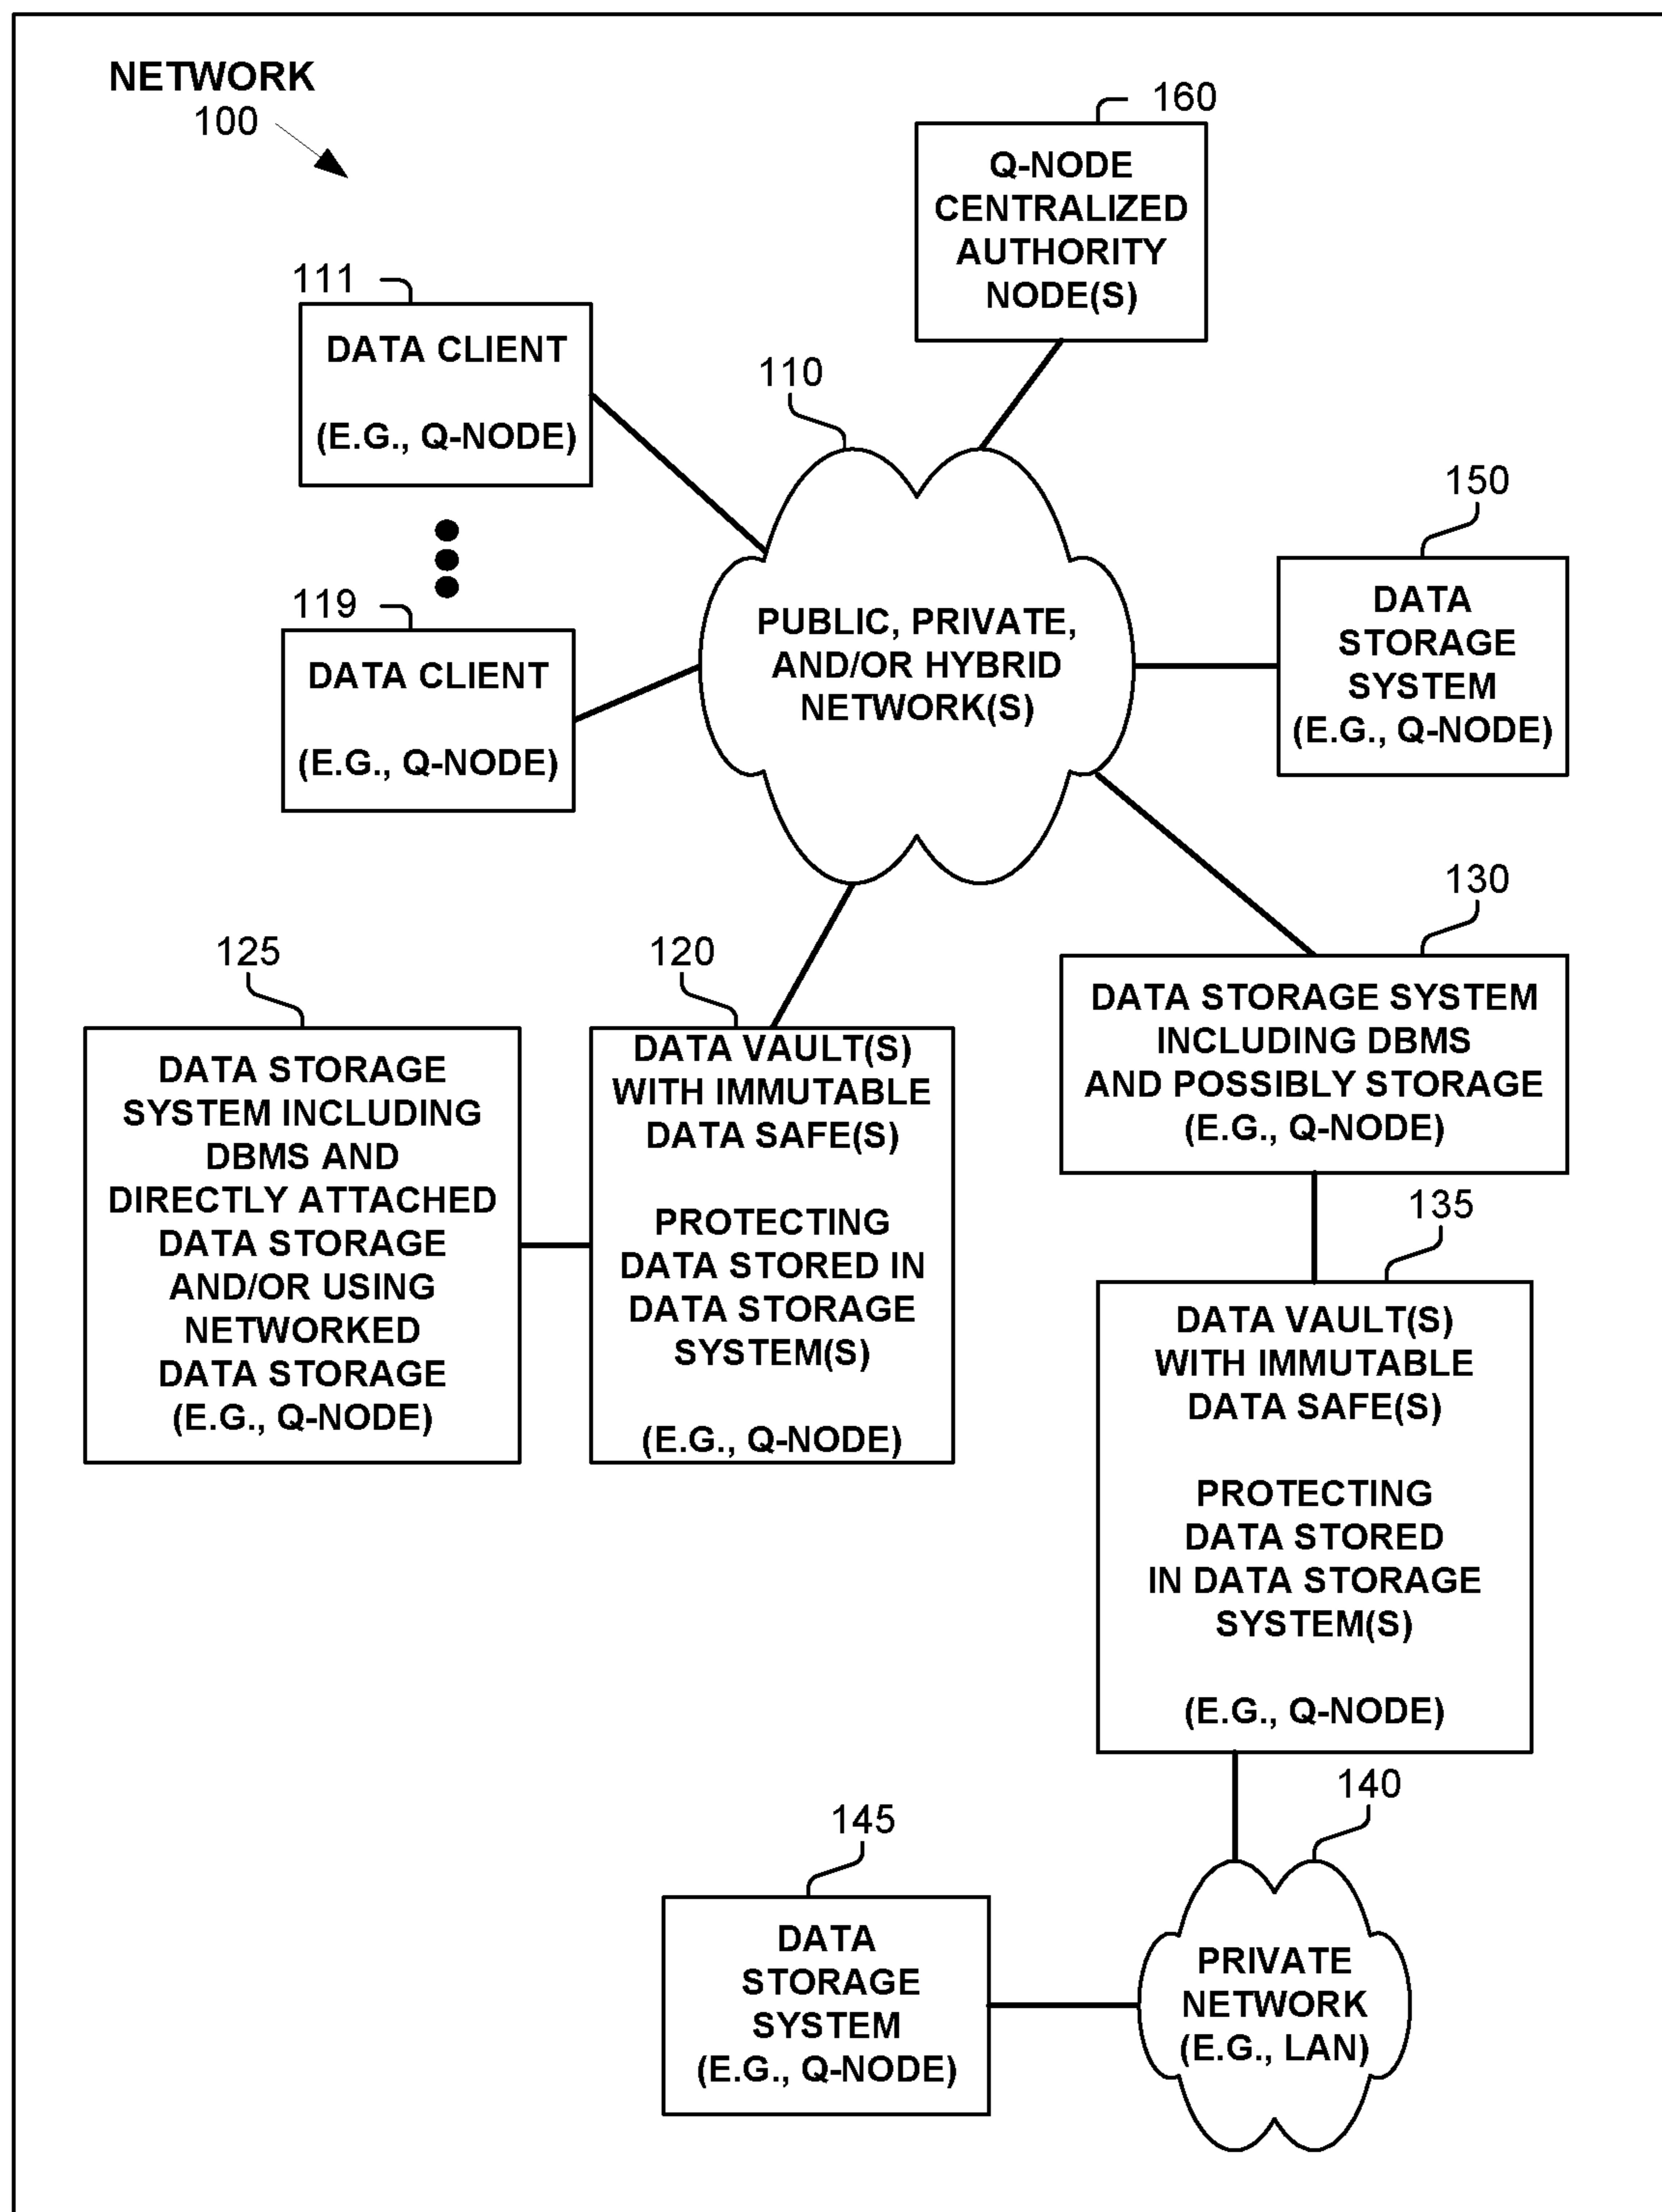 NETWORK
100
160
Q-NODE
CENTRALIZED
AUTHORITY
NODE(S)
111
DATA CLIENT
(E.G., Q-NODE)
110
150
119
DATA CLIENT
(E.G., Q-NODE)
PUBLIC, PRIVATE,
AND/OR HYBRID
NETWORK(S)
DATA
STORAGE
SYSTEM
(E.G., Q-NODE)
125
DATA STORAGE
SYSTEM INCLUDING
DBMS AND
DIRECTLY ATTACHED
DATA STORAGE
AND/OR USING
NETWORKED
DATA STORAGE
(E.G., Q-NODE)
120
DATA VAULT(S)
WITH IMMUTABLE
DATA SAFE(S)
PROTECTING
DATA STORED IN
DATA STORAGE
SYSTEM(S)
(E.G., Q-NODE)
130
DATA STORAGE SYSTEM
INCLUDING DBMS
AND POSSIBLY STORAGE
(E.G., Q-NODE)
135
DATA VAULT(S)
WITH IMMUTABLE
DATA SAFE(S)
PROTECTING
DATA STORED
IN DATA STORAGE
SYSTEM(S)
(E.G., Q-NODE)
145
DATA
STORAGE
SYSTEM
(E.G., Q-NODE)
140
PRIVATE
NETWORK
(E.G., LAN)